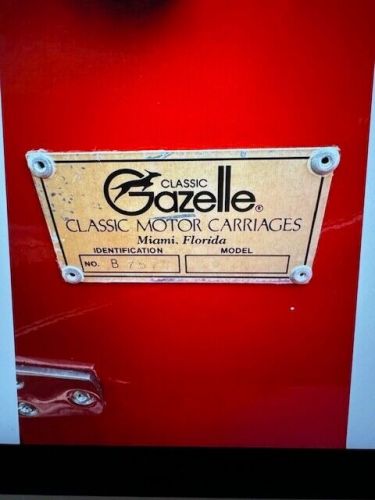 CLASSIC
Gazelle®
CLASSIC MOTOR CARRIAGES
Miami, Florida
IDENTIFICATION MODEL
NO. B